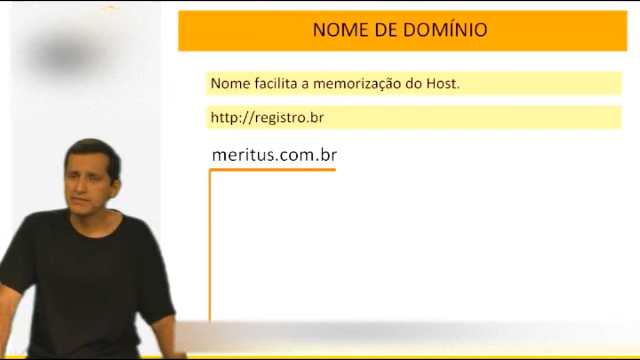 NOME DE DOMÍNIO
Nome facilita a memorização do Host.
http://registro.br
meritus.com.br